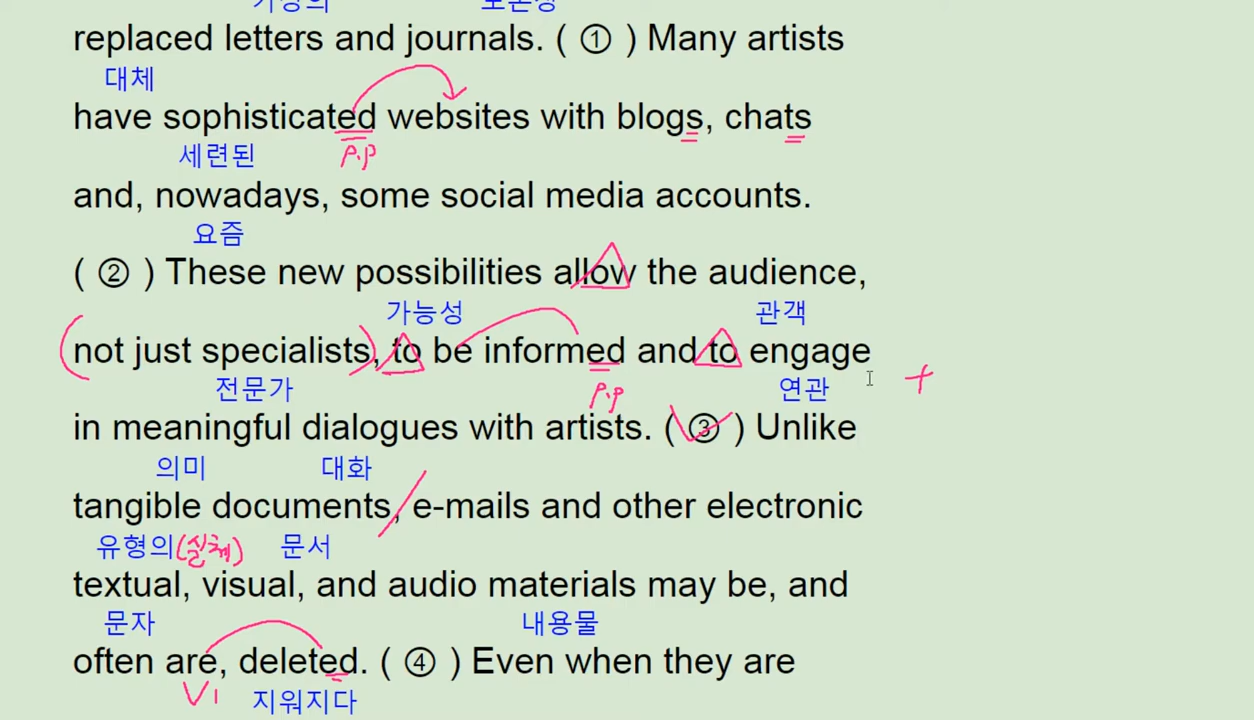 replaced letters and journals. ( ① ) Many artists
대체
have sophisticated websites with blogs, chats
세련된 p.p
and, nowadays, some social media accounts.
요즘
( ② ) These new possibilities allow the audience,
가능성 관객
not just specialists, to be informed and to engage
전문가 p.p 연관 +
in meaningful dialogues with artists. ( ③ ) Unlike
의미 대화
tangible documents, e-mails and other electronic
유형의(실체) 문서
textual, visual, and audio materials may be, and
문자 내용물
often are, deleted. ( ④ ) Even when they are
지워지다